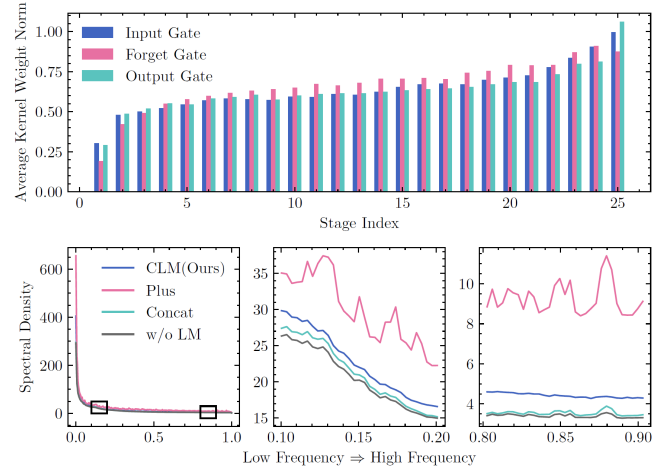 Average Kernel Weight Norm
1.00
0.75
0.50
0.25
0.00
Input Gate
Forget Gate
Output Gate
0 5 10 15 20 25
Stage Index
Spectral Density
600
400
200
0
CLM(Ours)
Plus
Concat
w/o LM
0.0 0.5 1.0
35
30
25
20
15
0.10 0.15 0.20
10
8
6
4
0.80 0.85 0.90
Low Frequency ⇒ High Frequency